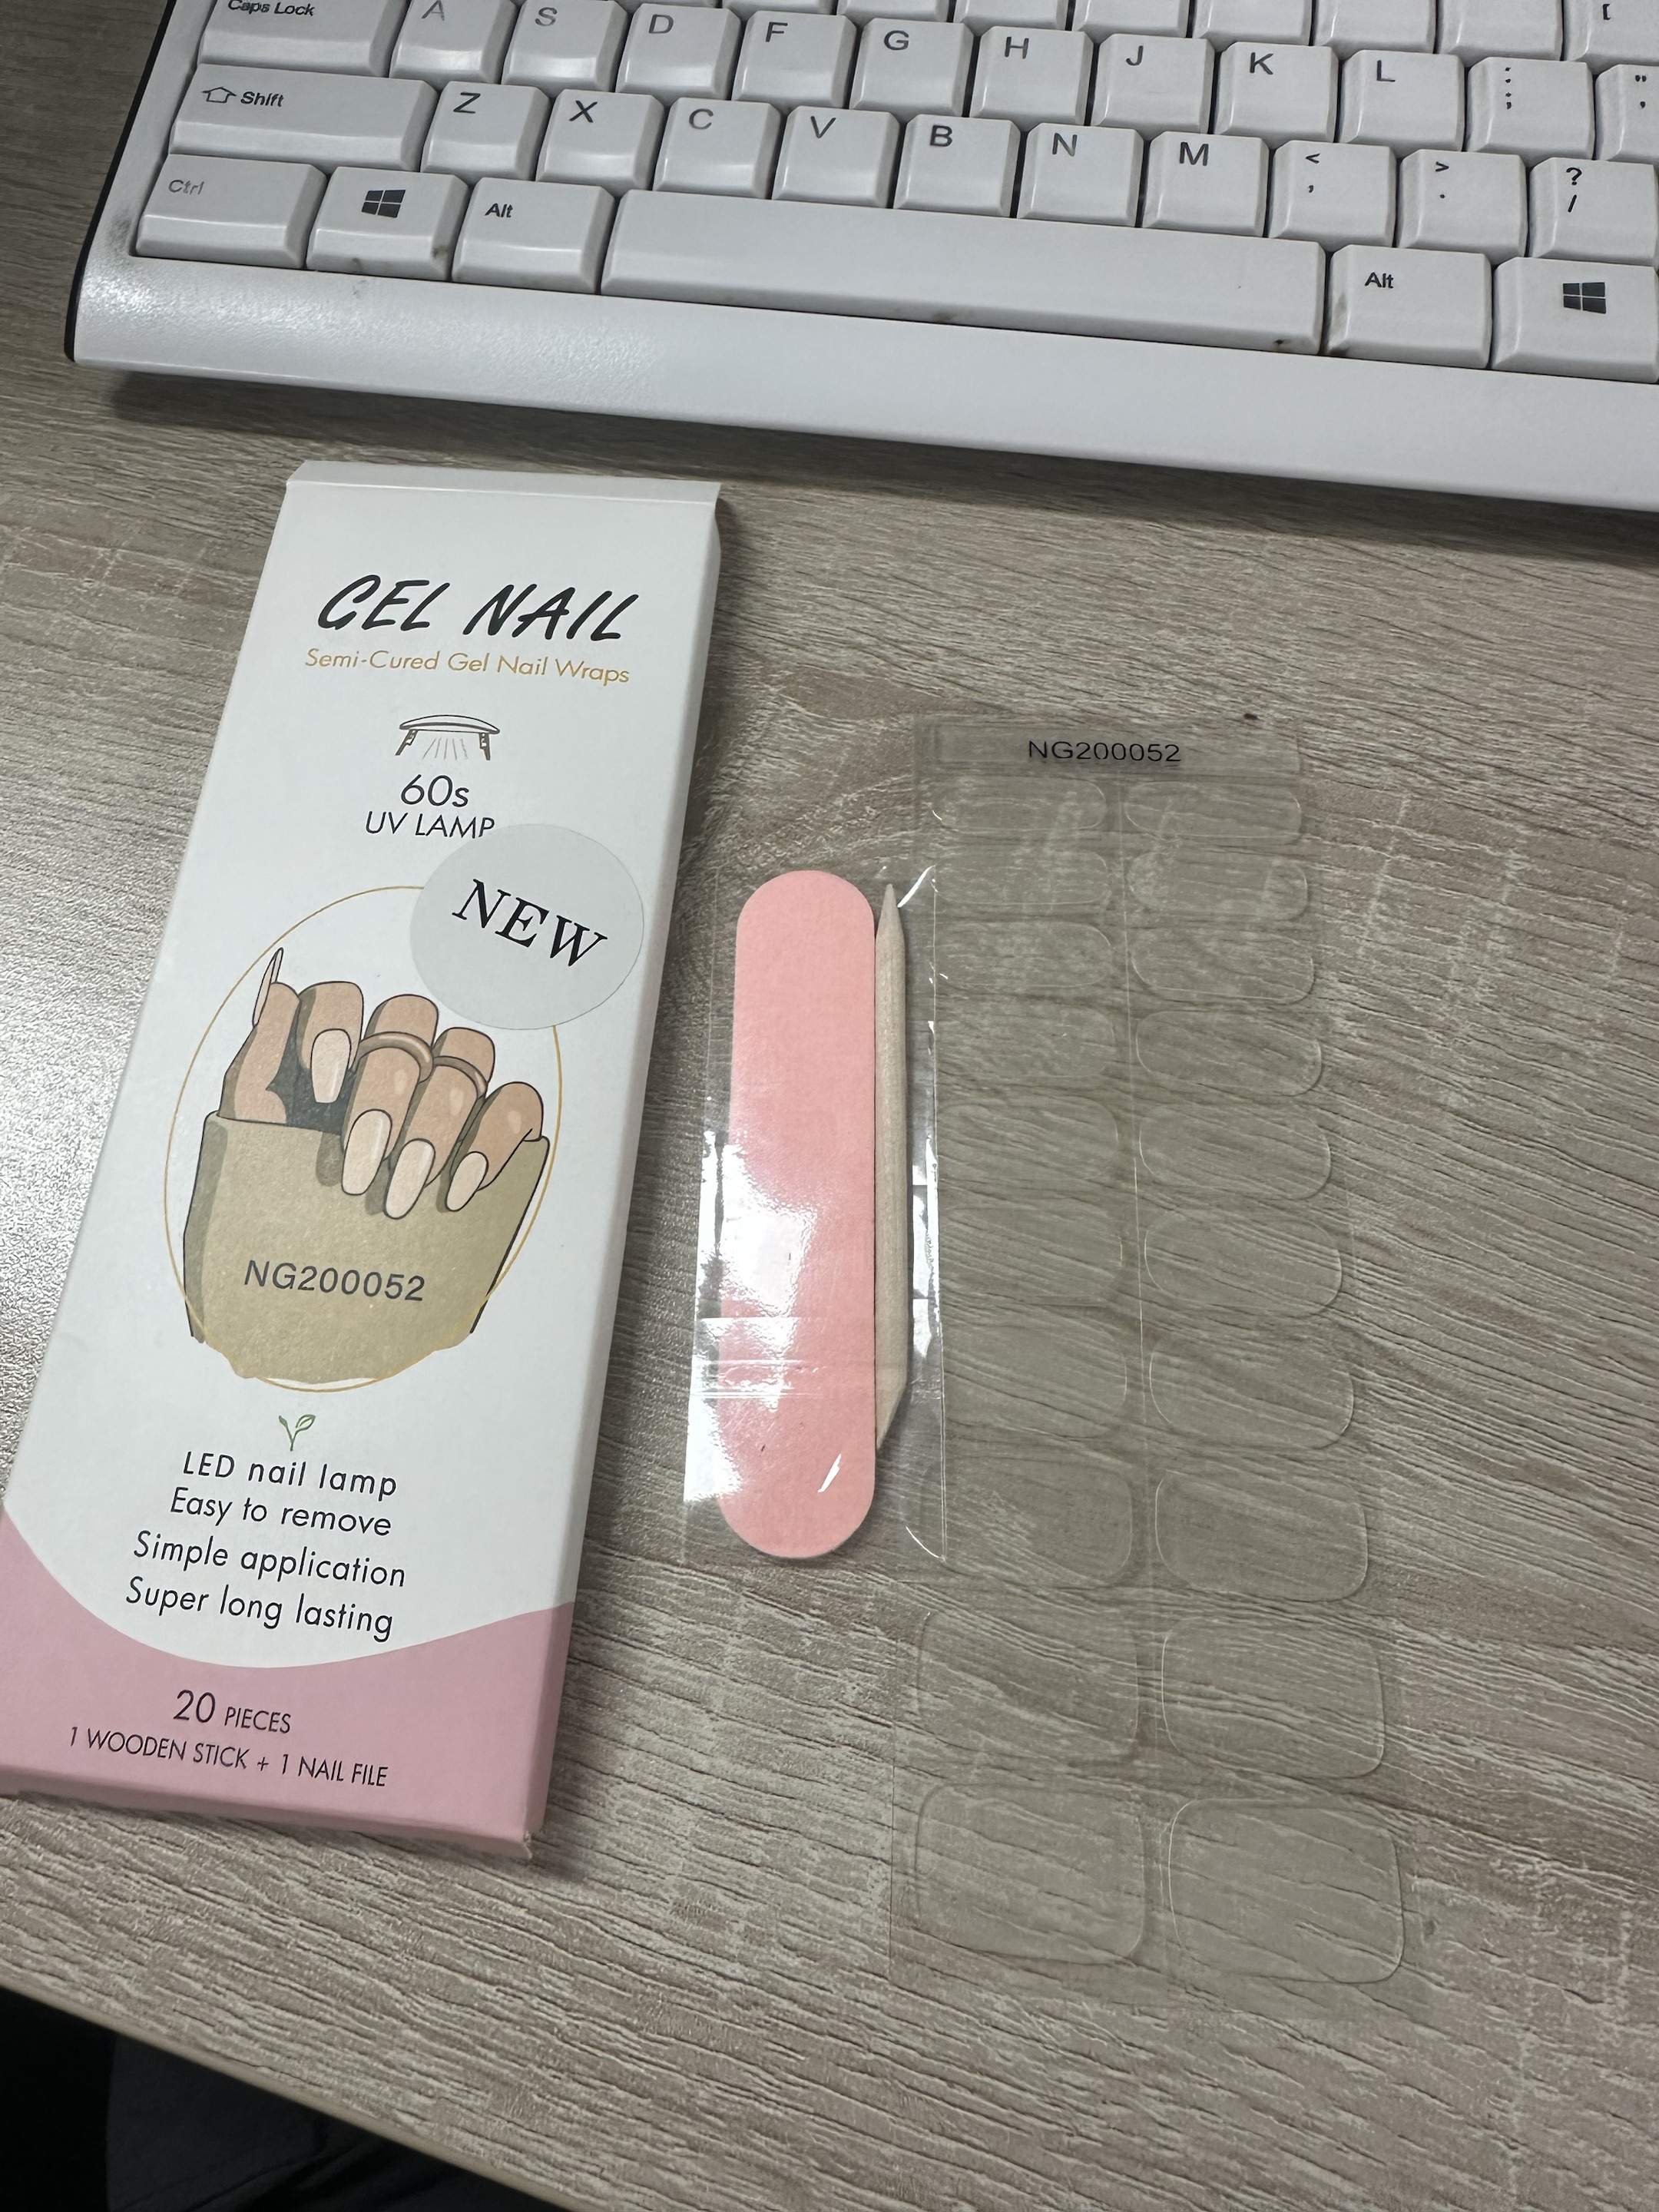 Caps Lock
A
S
D
F
G
H
J
K
L
:
;
"
'
[
Shift
Z
X
C
V
B
N
M
<
,
>
.
?
/
Ctrl
Alt
Alt
GEL NAIL
Semi-Cured Gel Nail Wraps
60s
UV LAMP
NEW
NG200052
LED nail lamp
Easy to remove
Simple application
Super long lasting
20 PIECES
1 WOODEN STICK + 1 NAIL FILE
NG200052